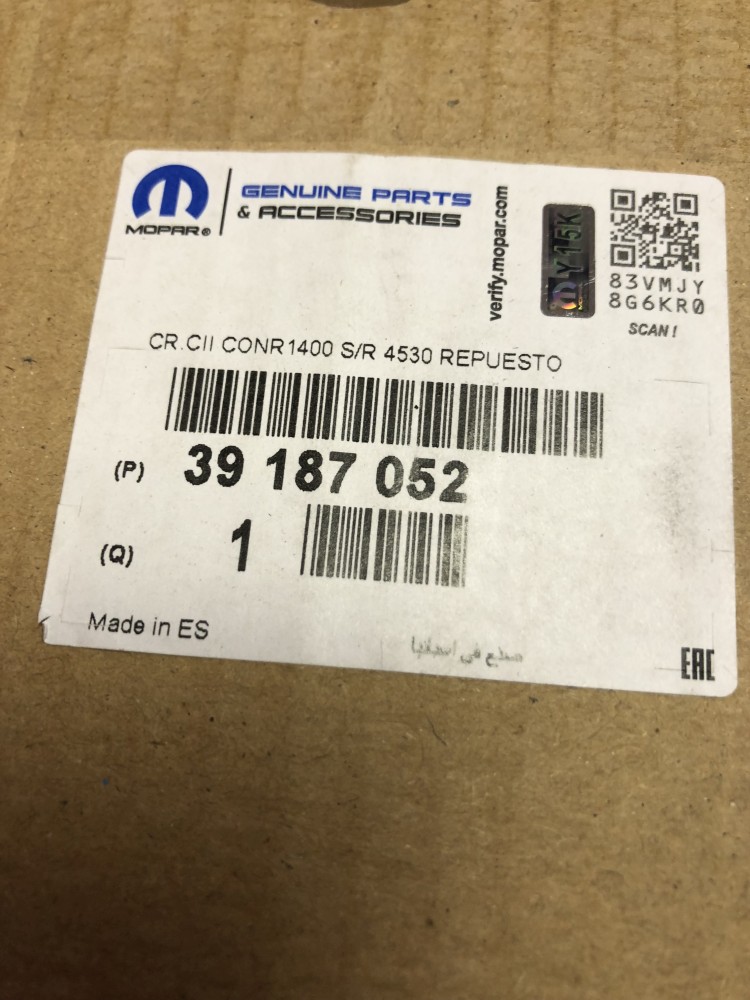 MOPAR®
GENUINE PARTS
& ACCESSORIES
verify.mopar.com
Y15K
83VMJY
8G6KR0
SCAN!
CR.CII CONR1400 S/R 4530 REPUESTO
(P) 39 187 052
(Q) 1
Made in ES
صنع في اسبانيا
EAC